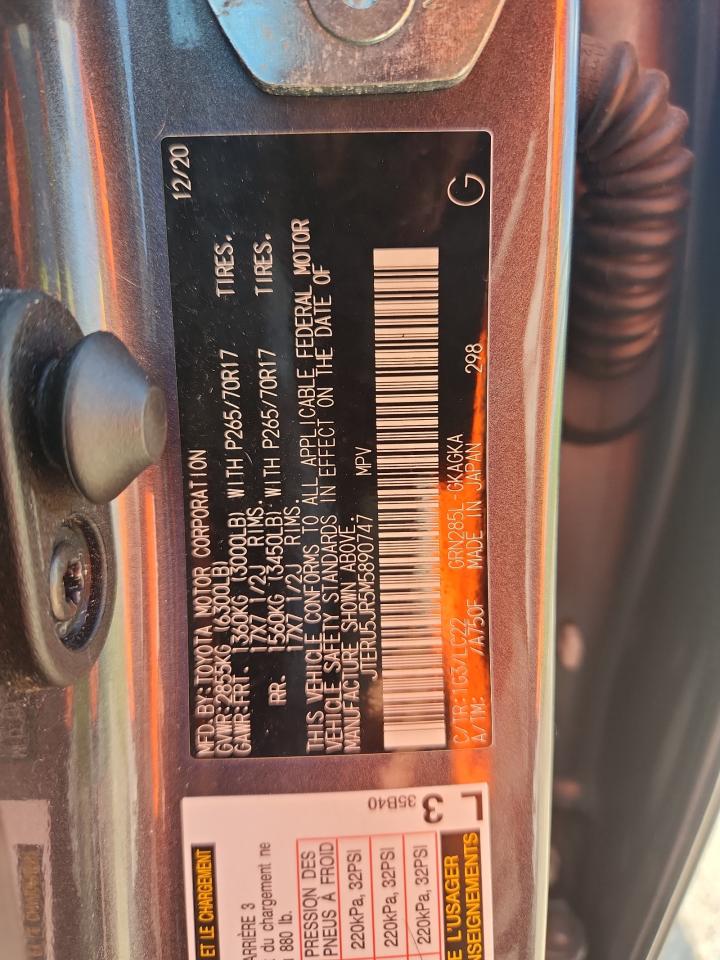 MFD. BY: TOYOTA MOTOR CORPORATION 12/20
GVWR: 2855KG (6300LB)
GAWR: FRT. 1360KG (3000LB) WITH P265/70R17 TIRES.
17X7 1/2J RIMS.
RR. 1560KG (3450LB) WITH P265/70R17 TIRES.
17X7 1/2J RIMS.
THIS VEHICLE CONFORMS TO ALL APPLICABLE FEDERAL MOTOR
VEHICLE SAFETY STANDARDS IN EFFECT ON THE DATE OF
MANUFACTURE SHOWN ABOVE.
JTERU5JR5M5890747 MPV
C/TR: 1G3/LC22 GRN285L-GKAGKA 298
A/TM: /A750F MADE IN JAPAN G
ET LE CHARGEMENT
ARRIÈRE 3
du chargement ne
880 lb.
PRESSION DES
PNEUS À FROID
220kPa, 32PSI
220kPa, 32PSI
220kPa, 32PSI
E L'USAGER
NSEIGNEMENTS
L3
35B40